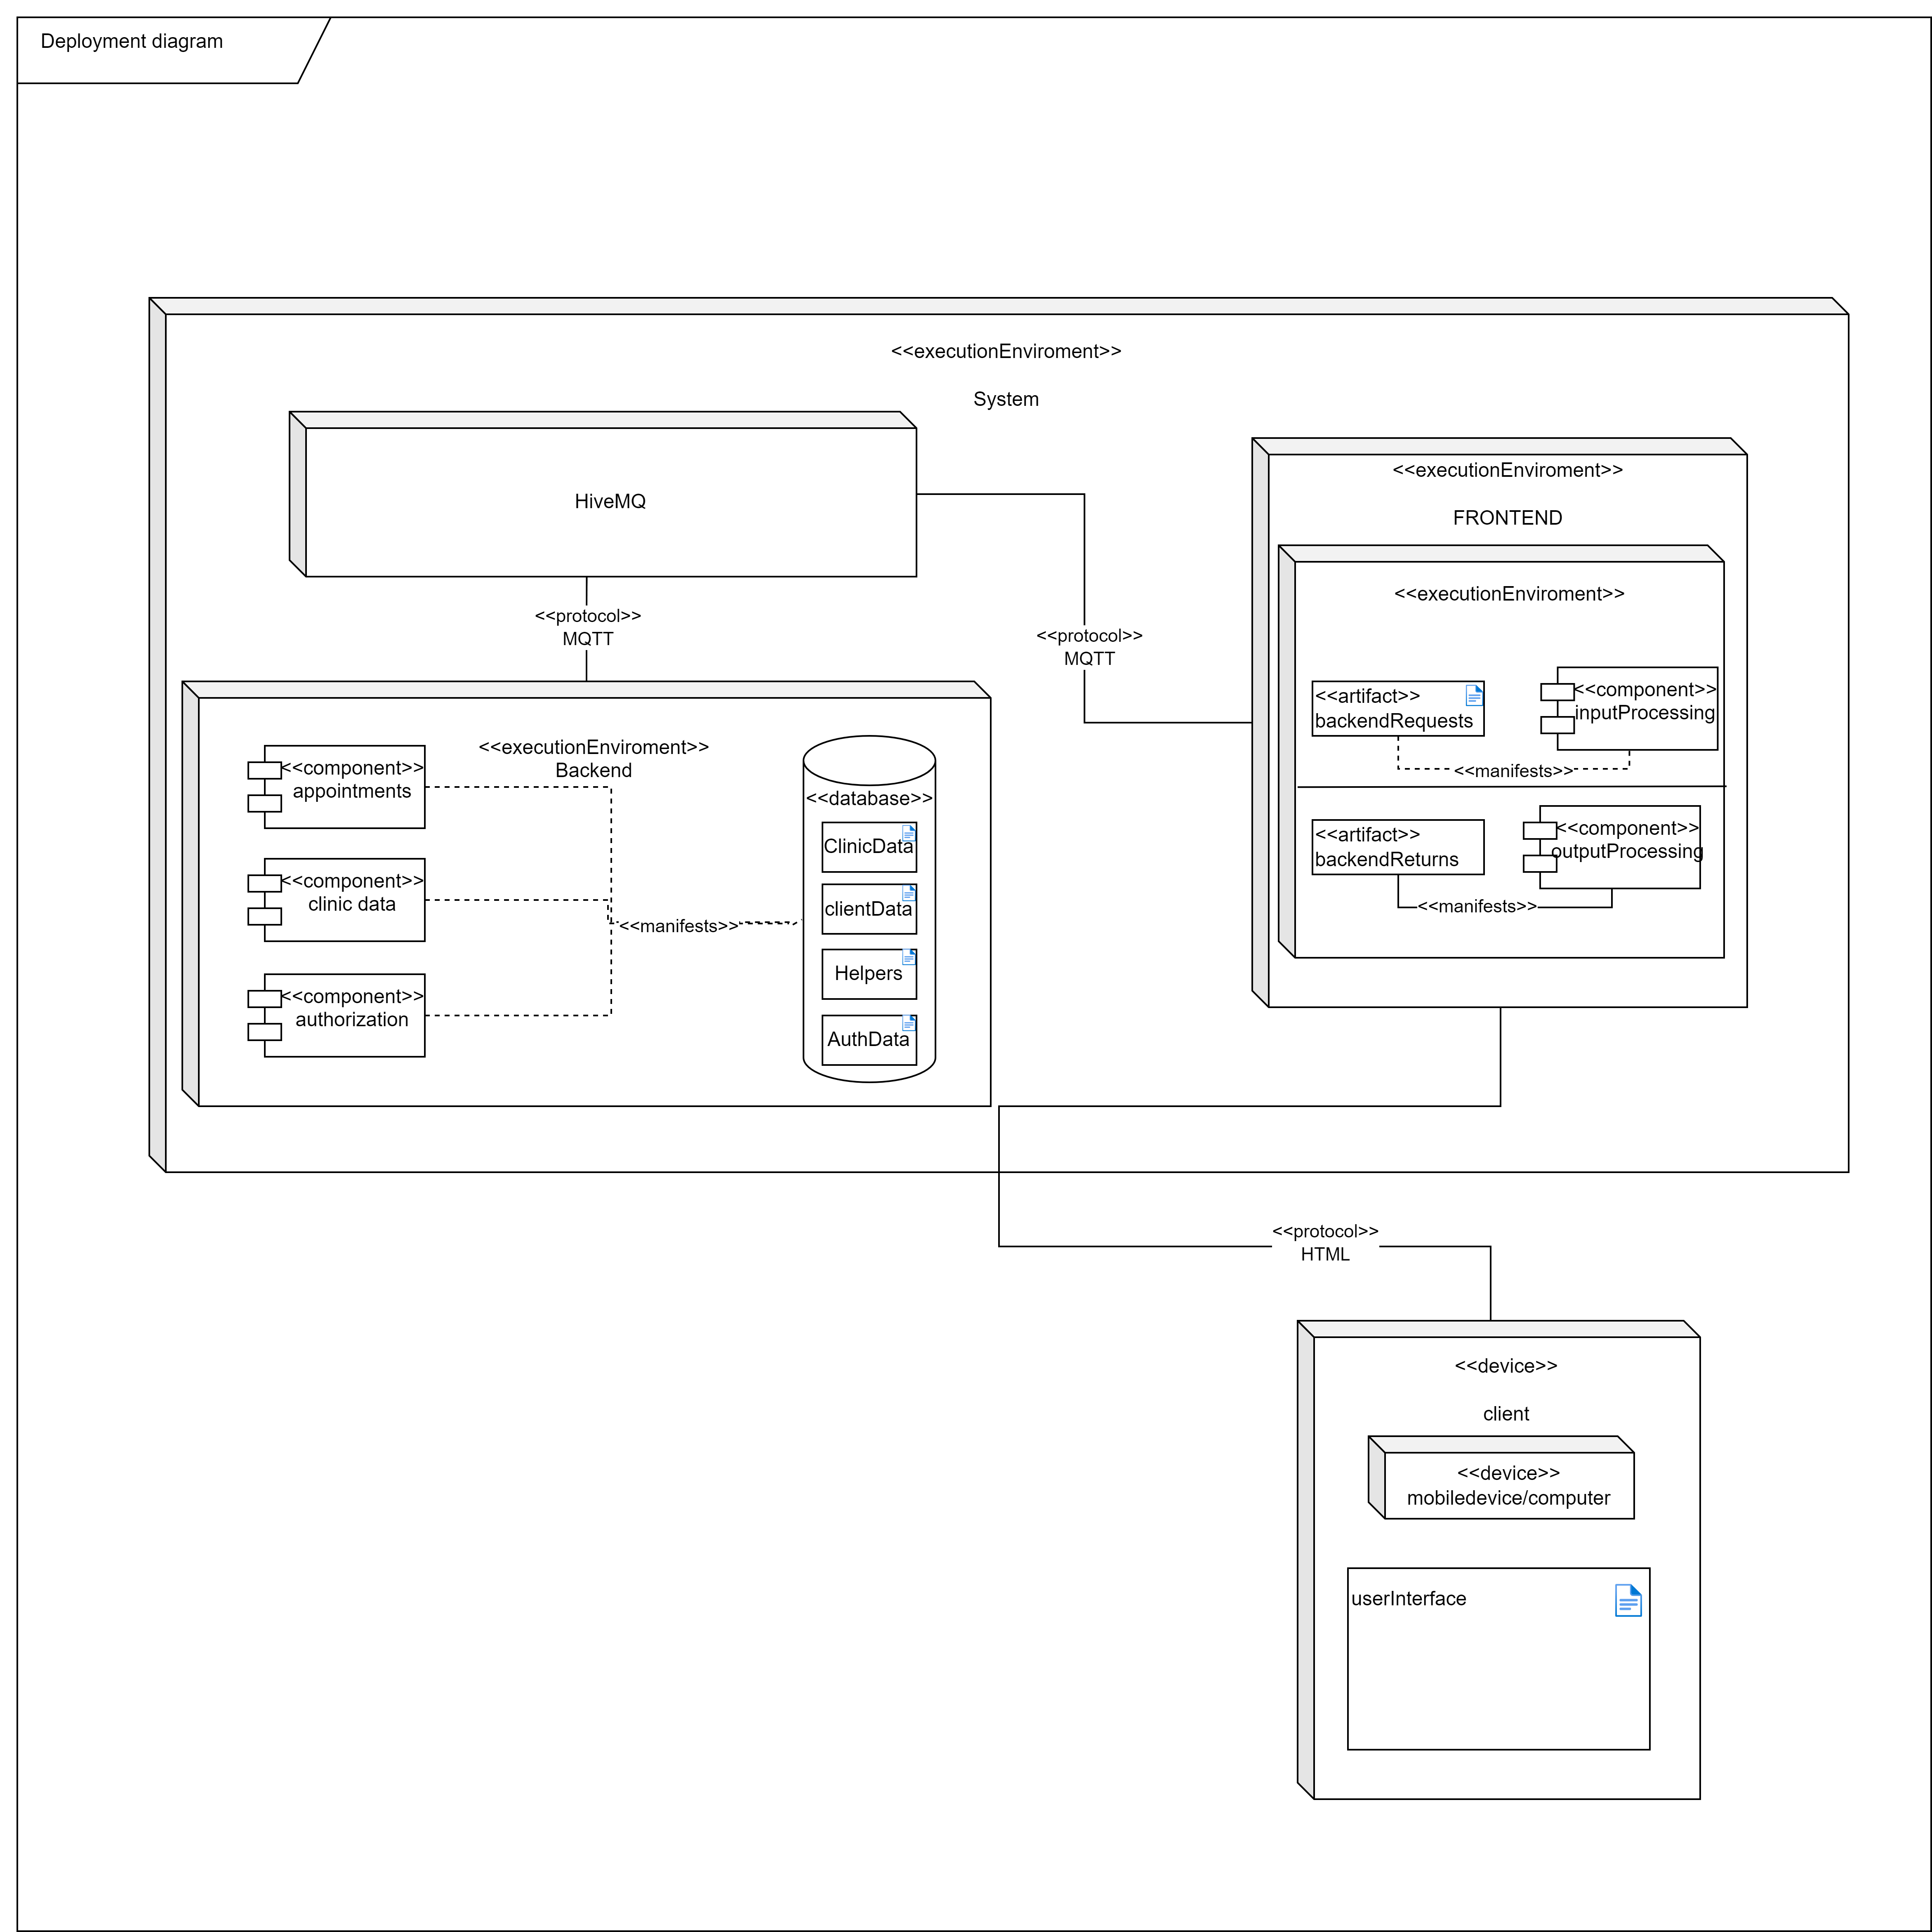 Deployment diagram
<<executionEnviroment>>
System
HiveMQ
<<protocol>>
MQTT
<<protocol>>
MQTT
<<executionEnviroment>>
FRONTEND
<<executionEnviroment>>
<<artifact>>
backendRequests
<<component>>
inputProcessing
<<manifests>>
<<artifact>>
backendReturns
<<component>>
outputProcessing
<<manifests>>
<<executionEnviroment>>
Backend
<<component>>
appointments
<<component>>
clinic data
<<component>>
authorization
<<manifests>>
<<database>>
ClinicData
clientData
Helpers
AuthData
<<protocol>>
HTML
<<device>>
client
<<device>>
mobiledevice/computer
userInterface